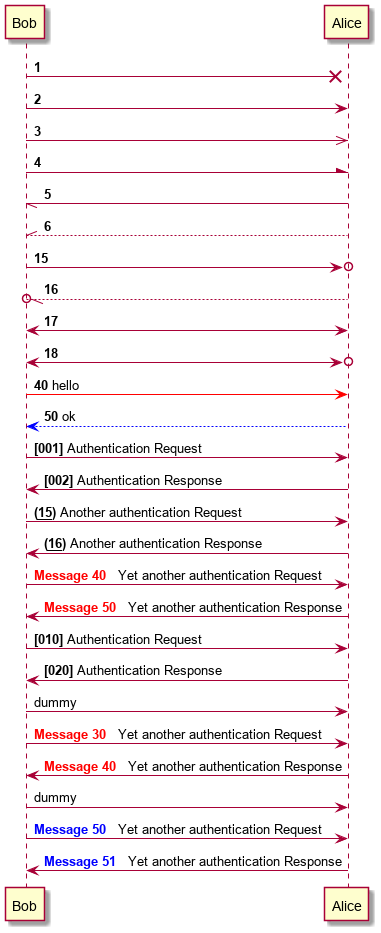 Bob Alice
1
2
3
4
5
6
15
16
17
18
40 hello
50 ok
[001] Authentication Request
[002] Authentication Response
(15) Another authentication Request
(16) Another authentication Response
Message 40 Yet another authentication Request
Message 50 Yet another authentication Response
[010] Authentication Request
[020] Authentication Response
dummy
Message 30 Yet another authentication Request
Message 40 Yet another authentication Response
dummy
Message 50 Yet another authentication Request
Message 51 Yet another authentication Response
Bob Alice